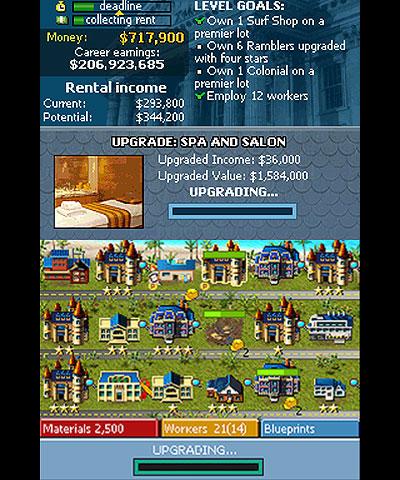 deadline
collecting rent
Money: $717,900
Career earnings:
$206,923,685
Rental income
Current: $293,800
Potential: $344,200
LEVEL GOALS:
Own 1 Surf Shop on a
premier lot
Own 6 Ramblers upgraded
with four stars
Own 1 Colonial on a
premier lot
Employ 12 workers
UPGRADE: SPA AND SALON
Upgraded Income: $36,000
Upgraded Value: $1,584,000
UPGRADING...
2
2
Materials 2,500
Workers 21(14)
Blueprints
UPGRADING...